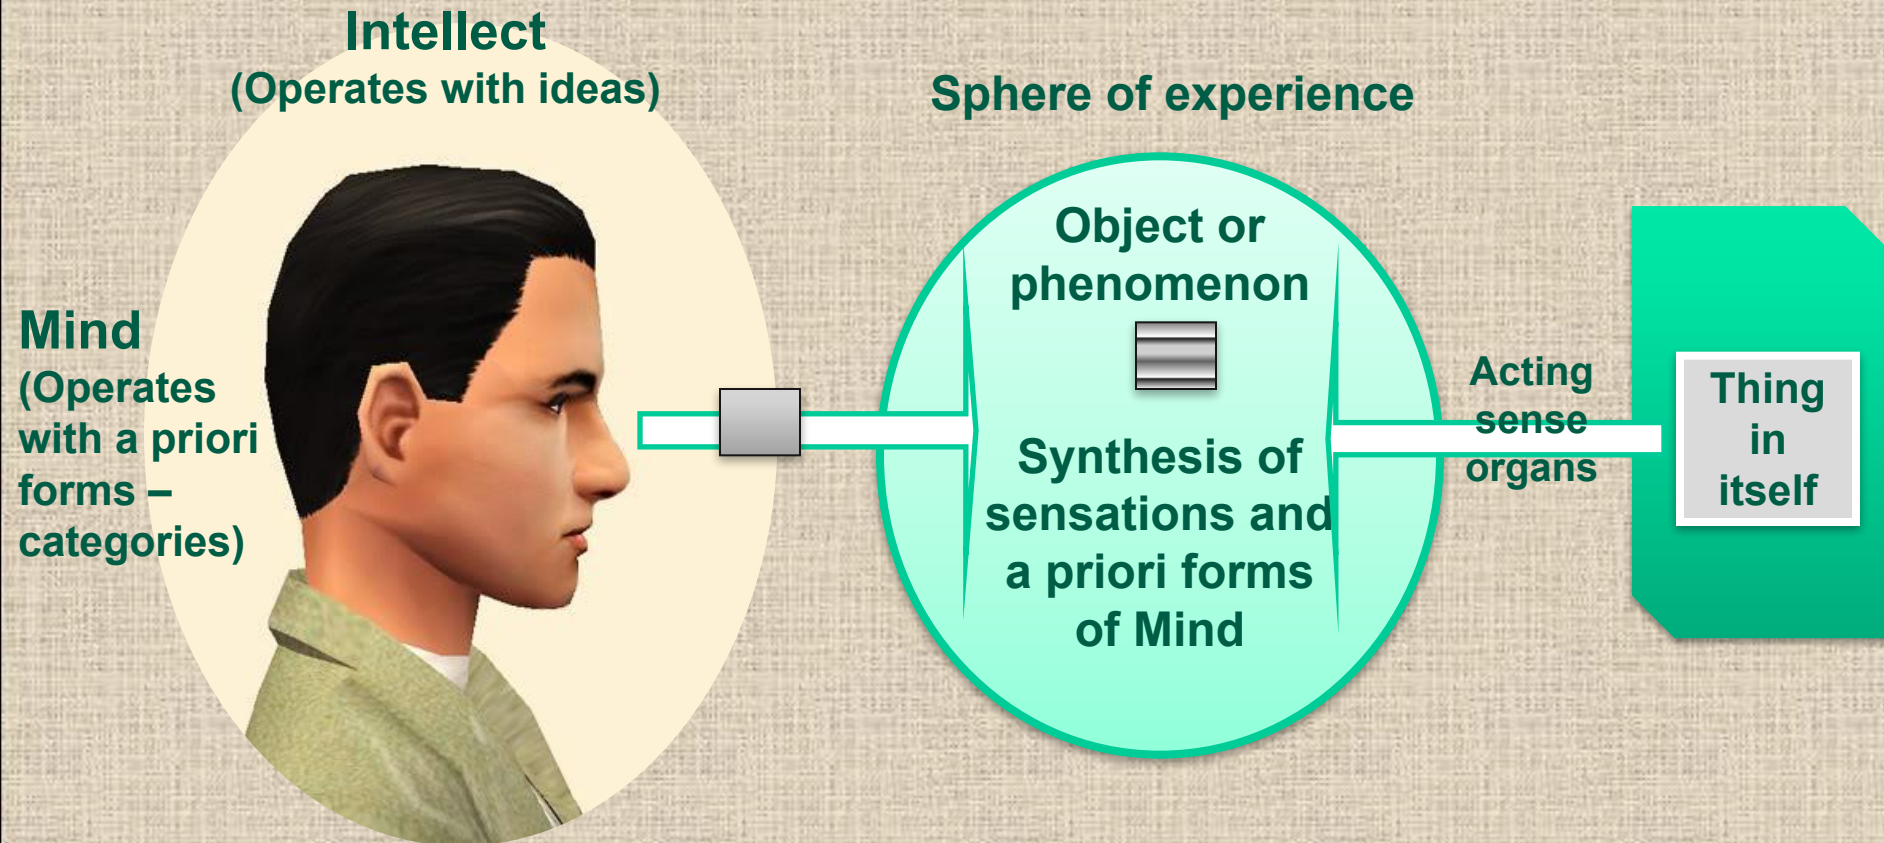 Intellect
(Operates with ideas)
Mind
(Operates
with a priori
forms –
categories)
Sphere of experience
Object or
phenomenon
Synthesis of
sensations and
a priori forms
of Mind
Acting
sense
organs
Thing
in
itself